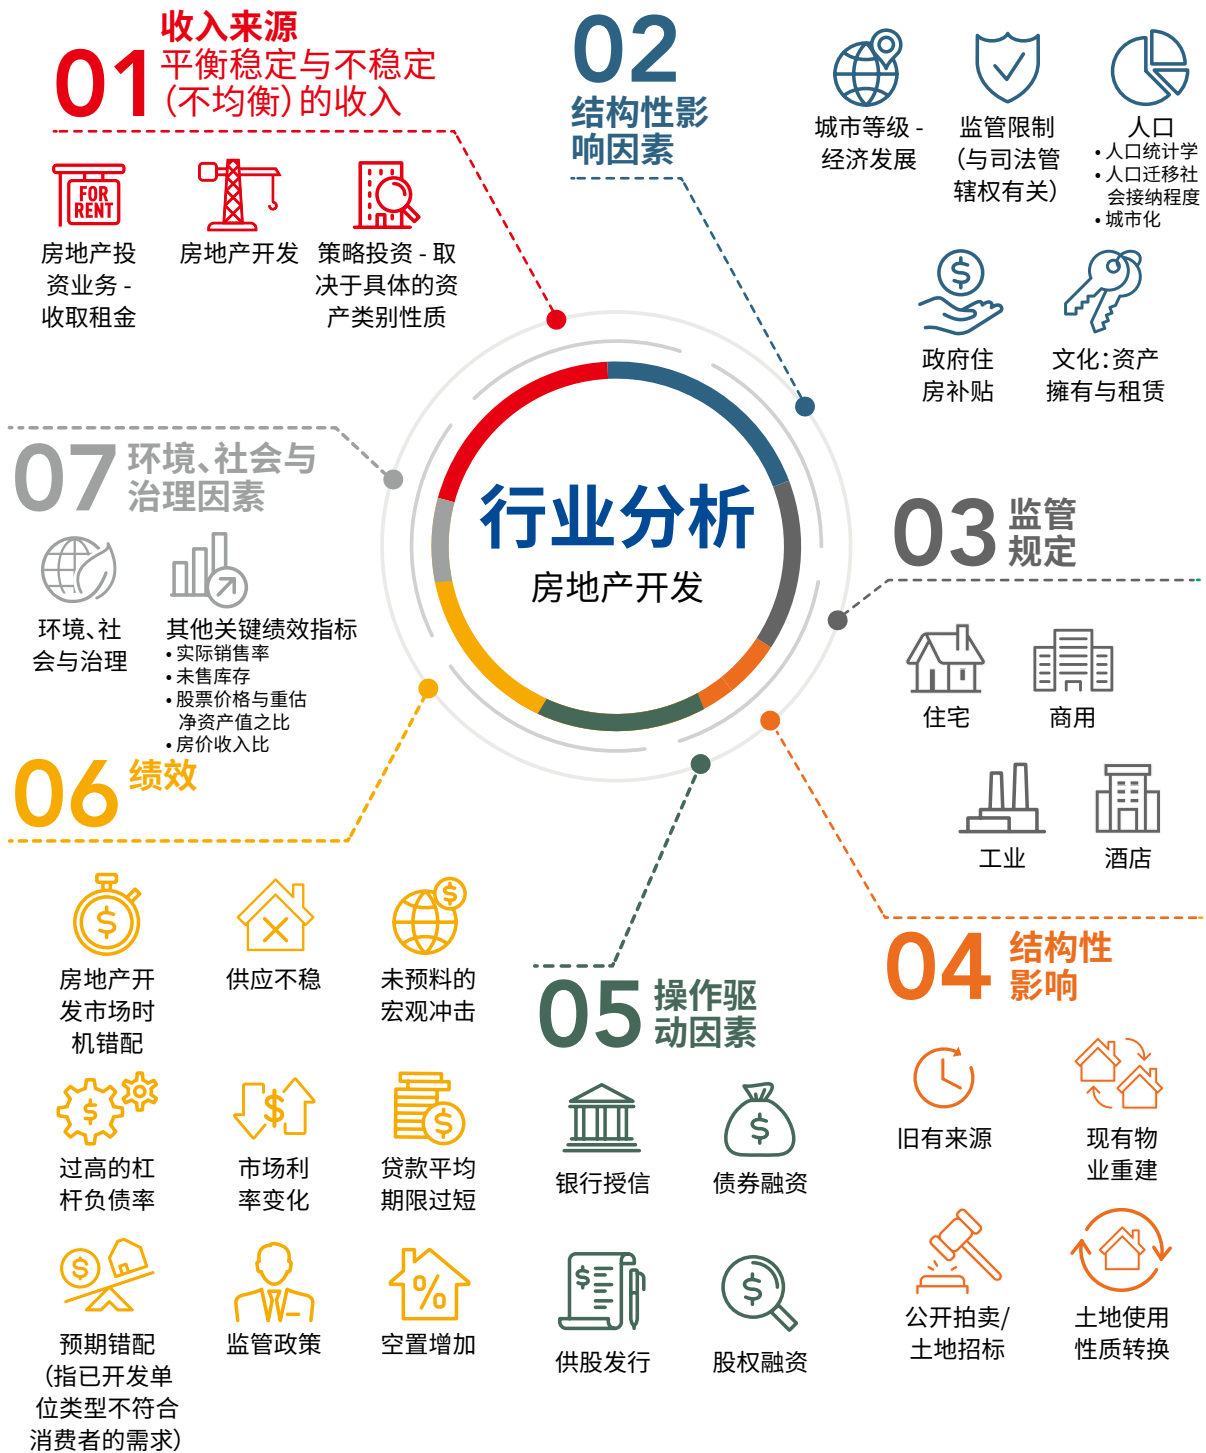 01
收入来源
平衡稳定与不稳定
（不均衡）的收入
FOR
RENT
房地产投
资业务 -
收取租金
房地产开发
策略投资 - 取
决于具体的资
产类别性质
02
结构性影
响因素
城市等级 -
经济发展
监管限制
（与司法管
辖权有关）
人口
• 人口统计学
• 人口迁移社
会接纳程度
• 城市化
$
政府住
房补贴
文化：资产
擁有与租赁
行业分析
房地产开发
03
监管
规定
住宅
商用
工业
酒店
04
结构性
影响
旧有来源
现有物
业重建
公开拍卖/
土地招标
土地使用
性质转换
05
操作驱
动因素
银行授信
$
债券融资
$
供股发行
$
股权融资
06
绩效
$
房地产开
发市场时
机错配
供应不稳
$
未预料的
宏观冲击
$
过高的杠
杆负债率
$
市场利
率变化
$
贷款平均
期限过短
$
预期错配
（指已开发单
位类型不符合
消费者的需求）
监管政策
%
空置增加
07
环境、社会与
治理因素
环境、社
会与治理
其他关键绩效指标
• 实际销售率
• 未售库存
• 股票价格与重估
净资产值之比
• 房价收入比